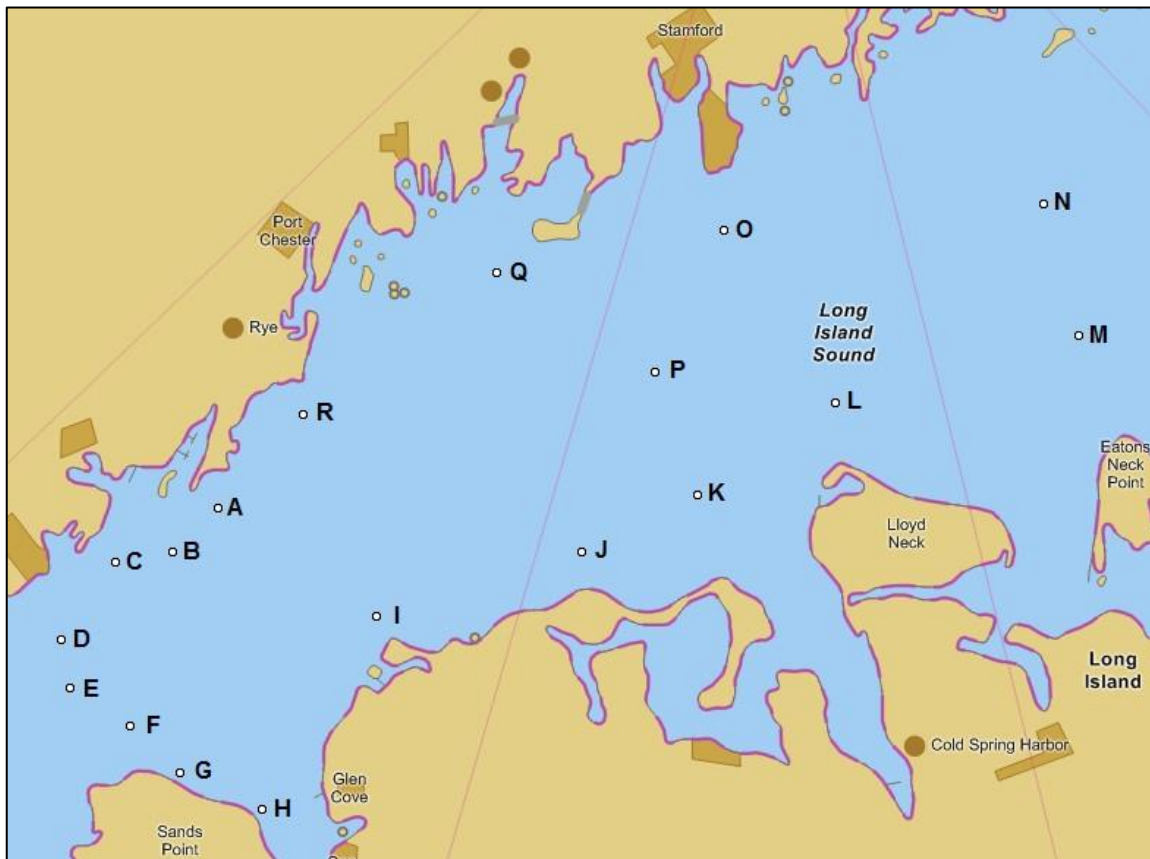 Stamford
Port
Chester
N
O
Q
Rye
Long
Island
Sound
M
P
L
R
Eatons
Neck
Point
K
A
Lloyd
Neck
B
J
C
I
D
Long
Island
E
F
Cold Spring Harbor
G
Glen
Cove
H
Sands
Point